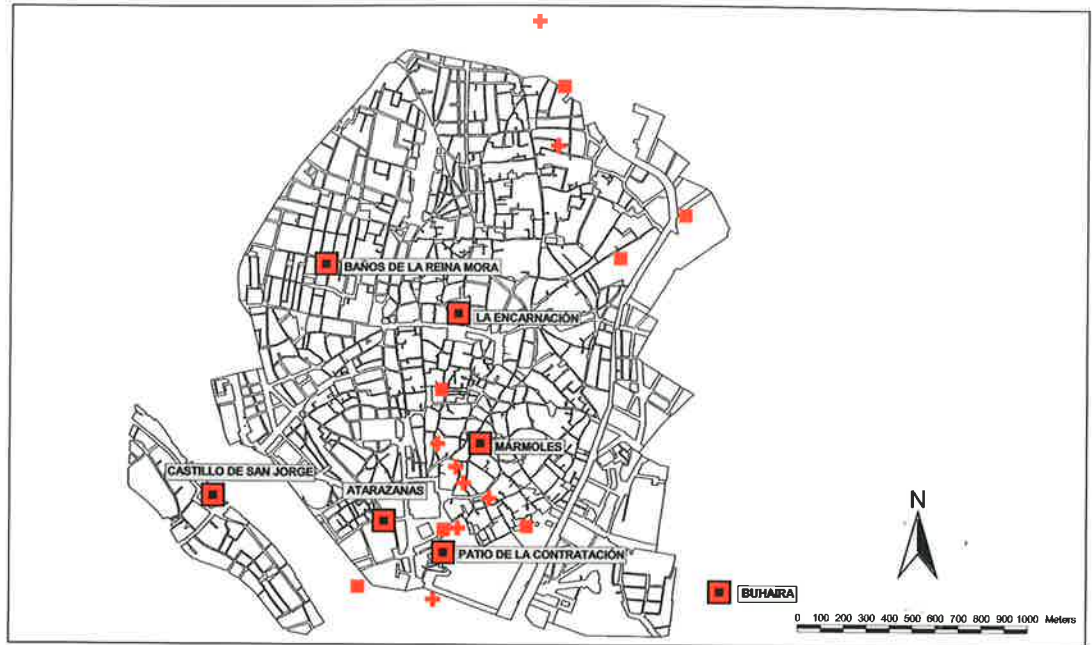 BAÑOS DE LA REINA MORA
LA ENCARNACIÓN
MÁRMOLES
CASTILLO DE SAN JORGE
ATARAZANAS
N
PATIO DE LA CONTRATACIÓN
BUHAIRA
0 100 200 300 400 500 600 700 800 900 1000 Meters